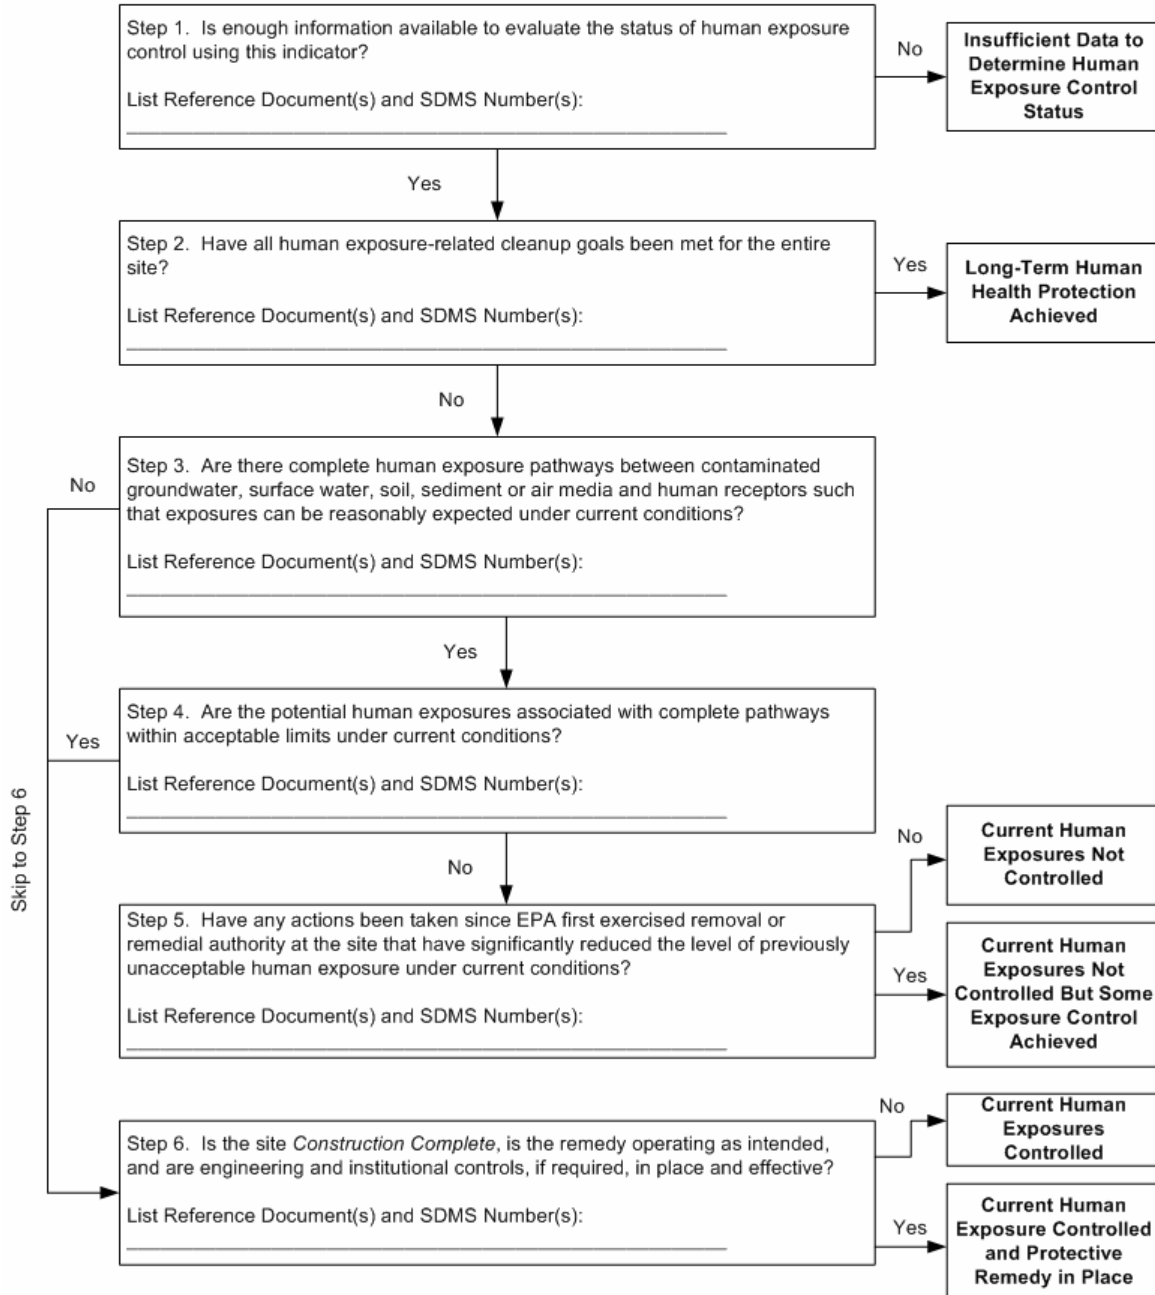 Step 1.  Is enough information available to evaluate the status of human exposure
control using this indicator?
List Reference Document(s) and SDMS Number(s):
No
Insufficient Data to
Determine Human
Exposure Control
Status
Yes
Step 2.  Have all human exposure-related cleanup goals been met for the entire
site?
List Reference Document(s) and SDMS Number(s):
Yes
Long-Term Human
Health Protection
Achieved
No
Step 3.  Are there complete human exposure pathways between contaminated
groundwater, surface water, soil, sediment or air media and human receptors such
that exposures can be reasonably expected under current conditions?
List Reference Document(s) and SDMS Number(s):
No
Yes
Step 4.  Are the potential human exposures associated with complete pathways
within acceptable limits under current conditions?
List Reference Document(s) and SDMS Number(s):
Yes
Skip to Step 6
No
Step 5.  Have any actions been taken since EPA first exercised removal or
remedial authority at the site that have significantly reduced the level of previously
unacceptable human exposure under current conditions?
List Reference Document(s) and SDMS Number(s):
No
Current Human
Exposures Not
Controlled
Yes
Current Human
Exposures Not
Controlled But Some
Exposure Control
Achieved
Step 6.  Is the site Construction Complete, is the remedy operating as intended,
and are engineering and institutional controls, if required, in place and effective?
List Reference Document(s) and SDMS Number(s):
No
Current Human
Exposures
Controlled
Yes
Current Human
Exposure Controlled
and Protective
Remedy in Place